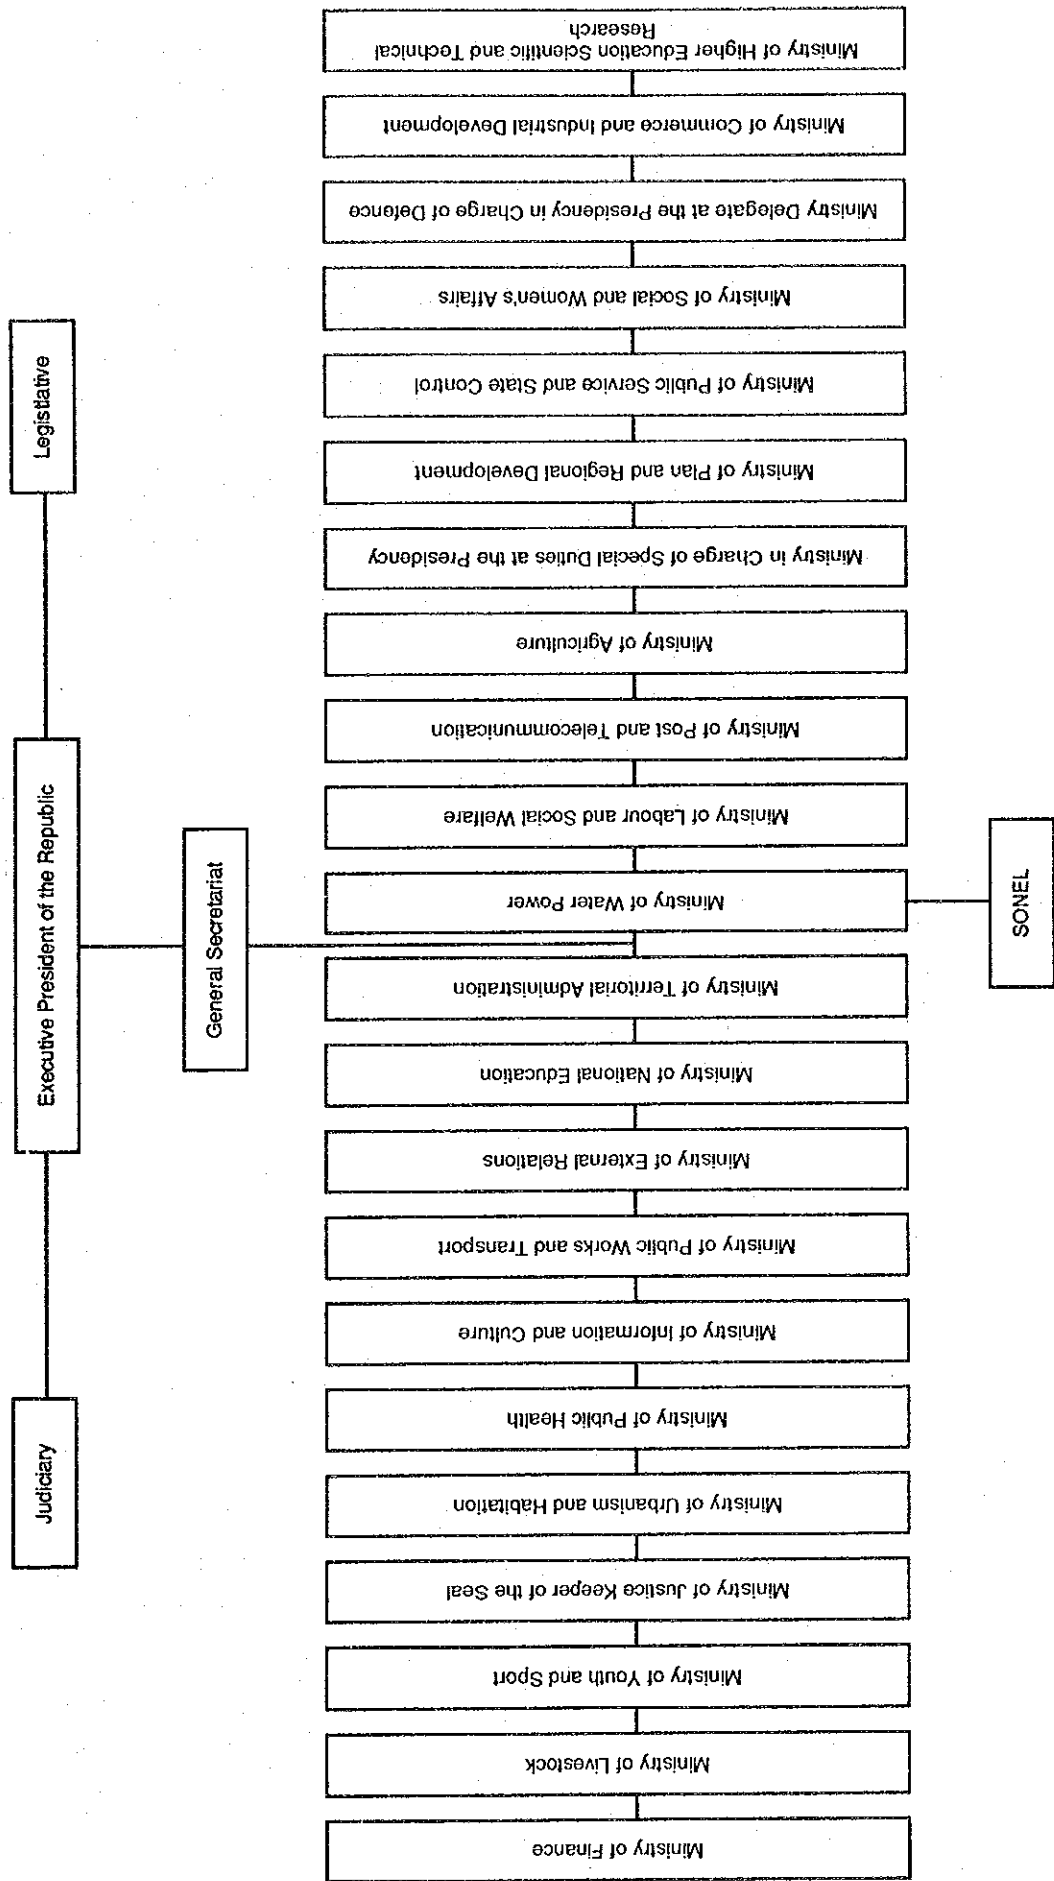 Judiciary
Executive President of the Republic
Legistiative
General Secretariat
Ministry of Finance
Ministry of Livestock
Ministry of Youth and Sport
Ministry of Justice Keeper of the Seal
Ministry of Urbanism and Habitation
Ministry of Public Health
Ministry of Information and Culture
Ministry of Public Works and Transport
Ministry of External Relations
Ministry of National Education
Ministry of Territorial Administration
Ministry of Water Power
Ministry of Labour and Social Welfare
Ministry of Post and Telecommunication
Ministry of Agriculture
Ministry in Charge of Special Duties at the Presidency
Ministry of Plan and Regional Development
Ministry of Public Service and State Control
Ministry of Social and Women's Affairs
Ministry Delegate at the Presidency in Charge of Defence
Ministry of Commerce and Industrial Development
Ministry of Higher Education Scientific and Technical
Research
SONEL